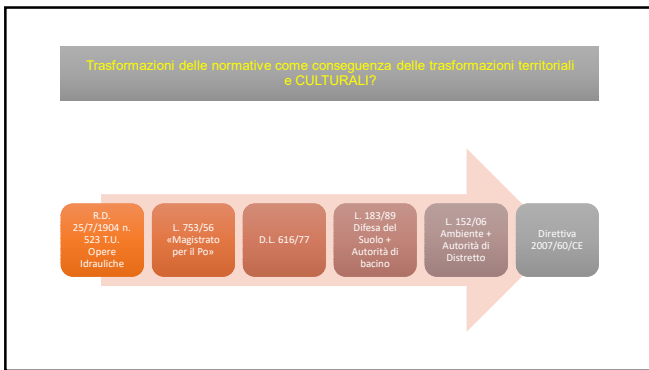 Trasformazioni delle normative come conseguenza delle trasformazioni territoriali
e CULTURALI?
R.D.
25/7/1904 n.
523 T.U.
Opere
Idrauliche
L. 753/56
«Magistrato
per il Po»
D.L. 616/77
L. 183/89
Difesa del
Suolo +
Autorità di
bacino
L. 152/06
Ambiente +
Autorità di
Distretto
Direttiva
2007/60/CE